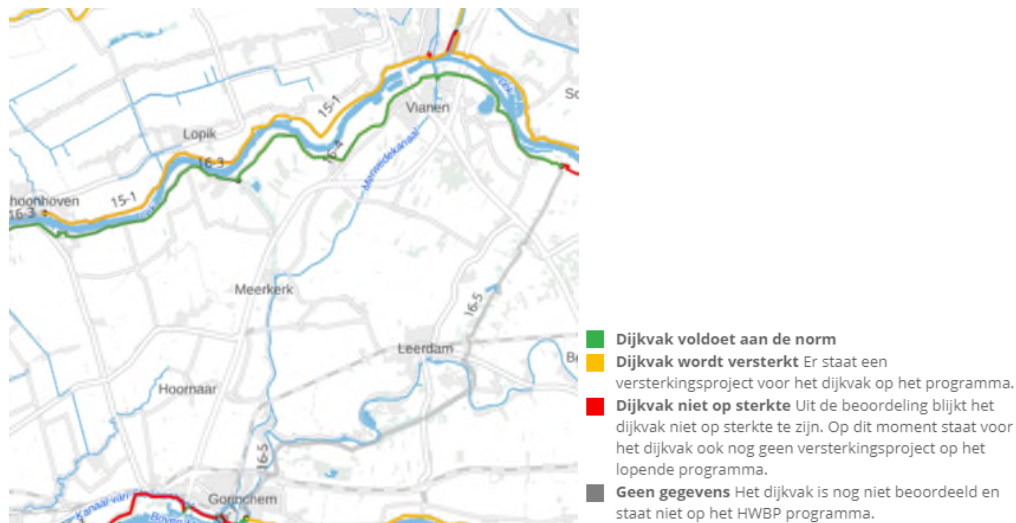 15-1
Vianen
Lopik
16-4
16-3
Merwedekanaal
hoonhoven
15-1
16-3
Meerkerk
16-5
Leerdam
Hoornaar
16-5
Gorinchem
Kanaal van
Dijkvak voldoet aan de norm
Dijkvak wordt versterkt Er staat een
versterkingsproject voor het dijkvak op het programma.
Dijkvak niet op sterkte Uit de beoordeling blijkt het
dijkvak niet op sterkte te zijn. Op dit moment staat voor
het dijkvak ook nog geen versterkingsproject op het
lopende programma.
Geen gegevens Het dijkvak is nog niet beoordeeld en
staat niet op het HWBP programma.